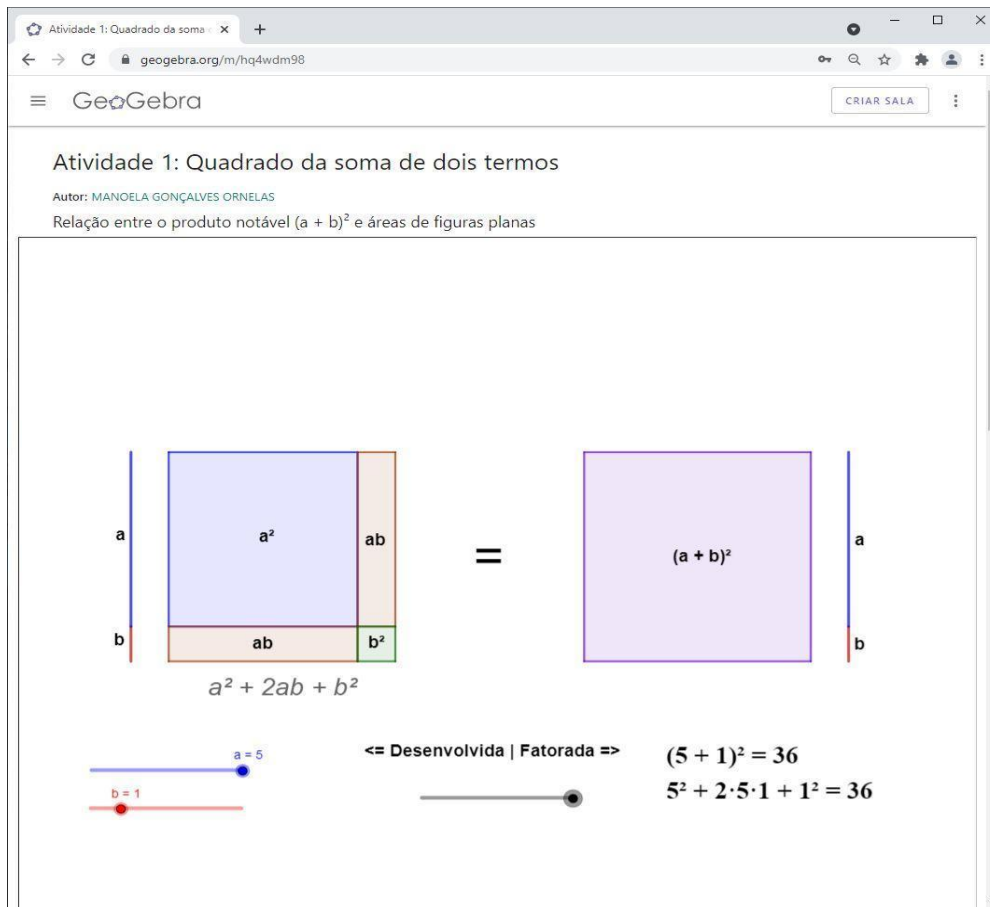 Atividade 1: Quadrado da soma
geogebra.org/m/hq4wdm98
GeoGebra
CRIAR SALA
Atividade 1: Quadrado da soma de dois termos
Autor: MANOELA GONÇALVES ORNELAS
Relação entre o produto notável (a + b)² e áreas de figuras planas
a
a²
ab
=
(a + b)²
a
b
ab
b²
b
a² + 2ab + b²
a = 5
<= Desenvolvida | Fatorada =>
(5 + 1)² = 36
b = 1
5² + 2·5·1 + 1² = 36